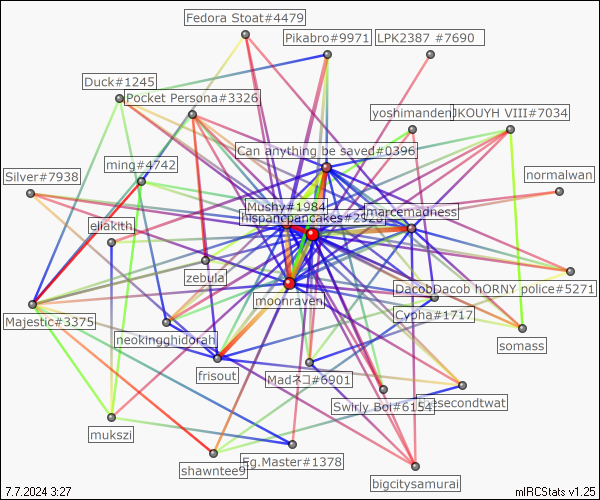 Fedora Stoat#4479
Pikabro#9971
LPK2387 #7690
Duck#1245
Pocket Persona#3326
yoshimanden
JKOUYH VIII#7034
Can anything be saved#0396
ming#4742
Silver#7938
normalwan
Mushy#1984
hispanicpancakes#2923
marcemadness
eliakith
zebula
moonraven
DacobDacob hORNY police#5271
Majestic#3375
Cypha#1717
neokingghidorah
somass
frisout
Madネコ#6901
Swirly Boi#6154
thesecondtwat
mukszi
shawntee9
Eg.Master#1378
bigcitysamurai
7.7.2024 3:27
mIRCStats v1.25